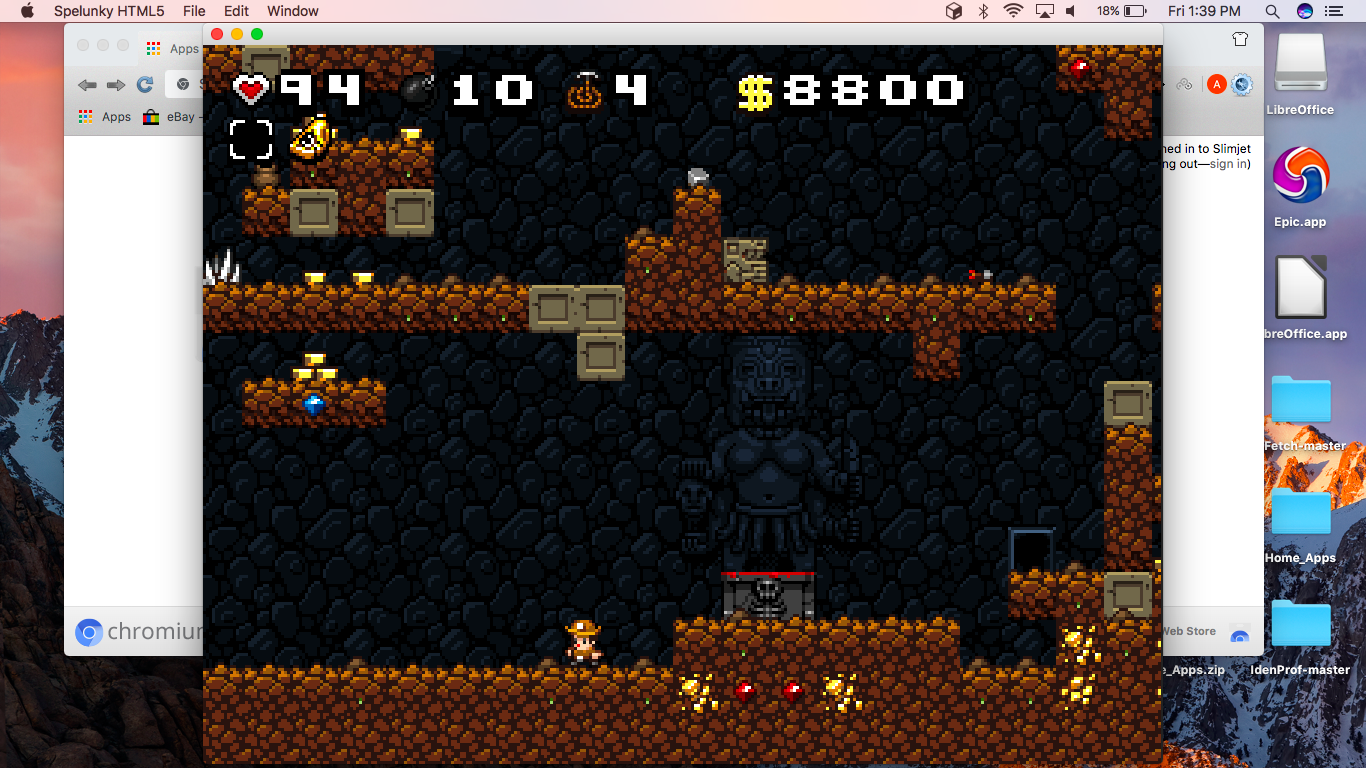 Spelunky HTML5 File Edit Window 18% Fri 1:39 PM
Apps
A
Apps eBay -
94 10 4 $8800
ned in to Slimjet
ng out—sign in)
LibreOffice
Epic.app
breOffice.app
Fetch-master
Home_Apps
chromium
Web Store
e_Apps.zip IdenProf-master